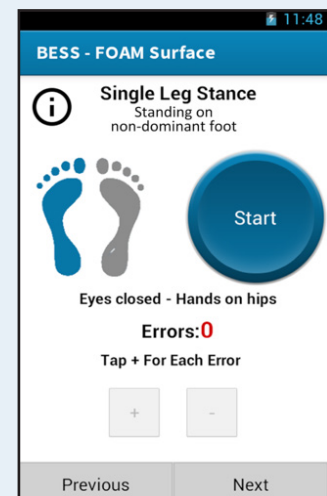 11:48
BESS - FOAM Surface
Single Leg Stance
Standing on
non-dominant foot
Start
Eyes closed - Hands on hips
Errors:0
Tap + For Each Error
+ -
Previous Next